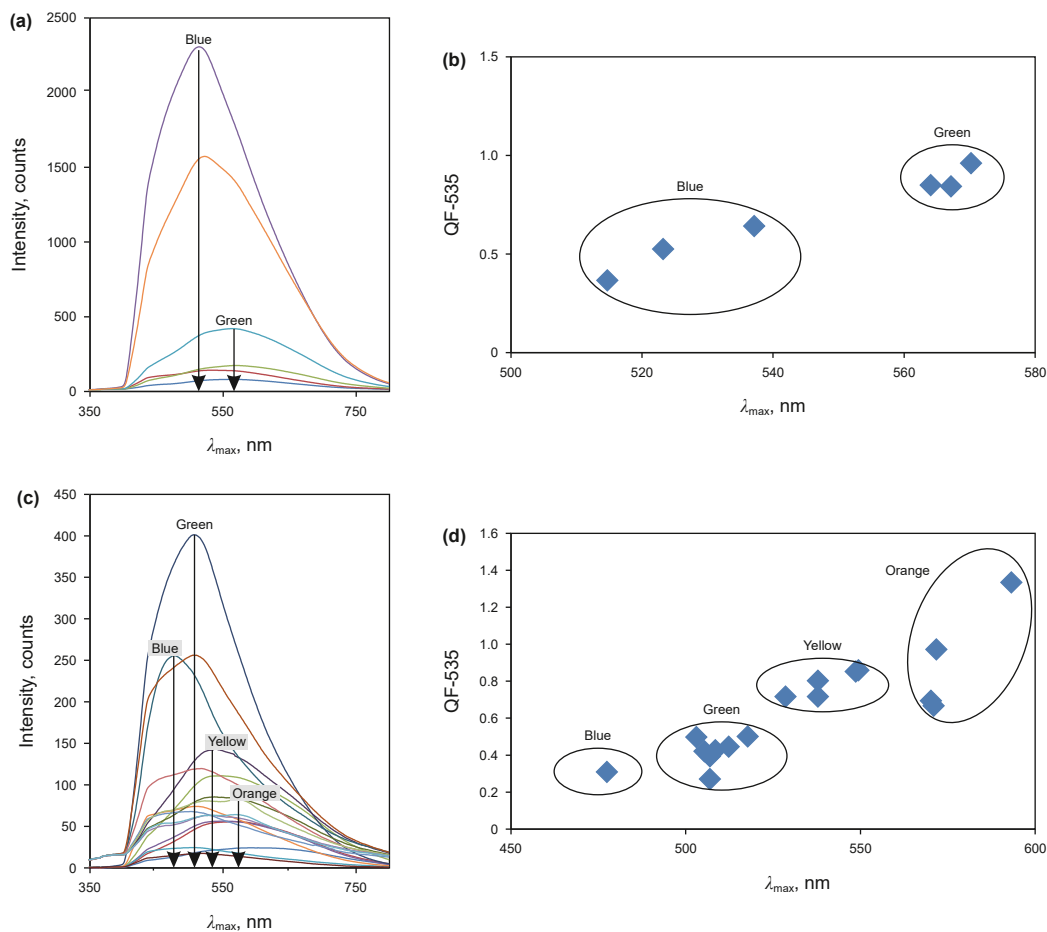 (a)
2500
2000
1500
1000
500
0
Intensity, counts
Blue
Green
350
550
750
λmax, nm
(b)
1.5
1.0
0.5
0
QF-535
Blue
Green
500
520
540
560
580
λmax, nm
(c)
450
400
350
300
250
200
150
100
50
0
Intensity, counts
Green
Blue
Yellow
Orange
350
550
750
λmax, nm
(d)
1.6
1.4
1.2
1.0
0.8
0.6
0.4
0.2
0
QF-535
Orange
Yellow
Green
Blue
450
500
550
600
λmax, nm